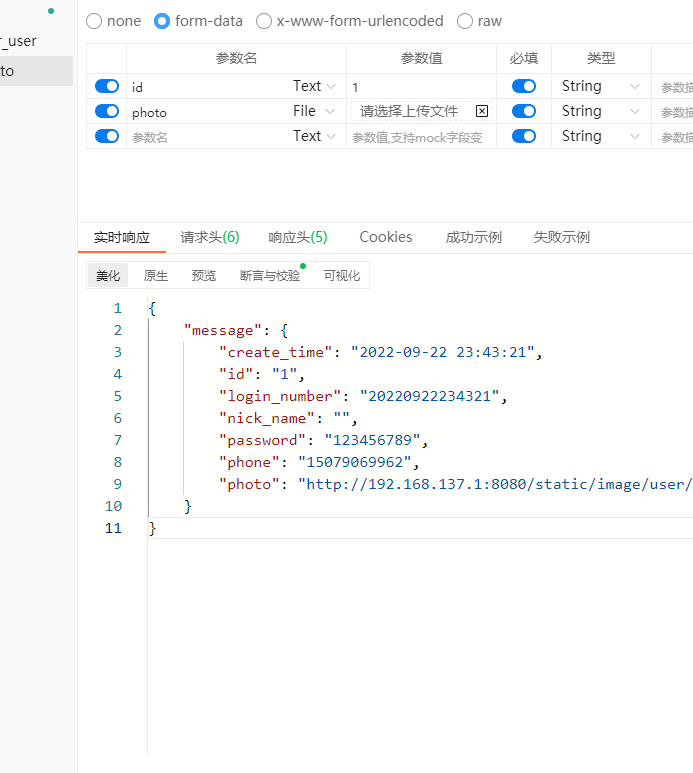 none form-data x-www-form-urlencoded raw
r_user
to
参数名 参数值 必填 类型
id Text 1 String 参数描
photo File 请选择上传文件 String 参数描
参数名 Text 参数值,支持mock字段变 String 参数描
实时响应 请求头(6) 响应头(5) Cookies 成功示例 失败示例
美化 原生 预览 断言与校验 可视化
1 {
2 "message": {
3 "create_time": "2022-09-22 23:43:21",
4 "id": "1",
5 "login_number": "20220922234321",
6 "nick_name": "",
7 "password": "123456789",
8 "phone": "15079069962",
9 "photo": "http://192.168.137.1:8080/static/image/user/
10 }
11 }